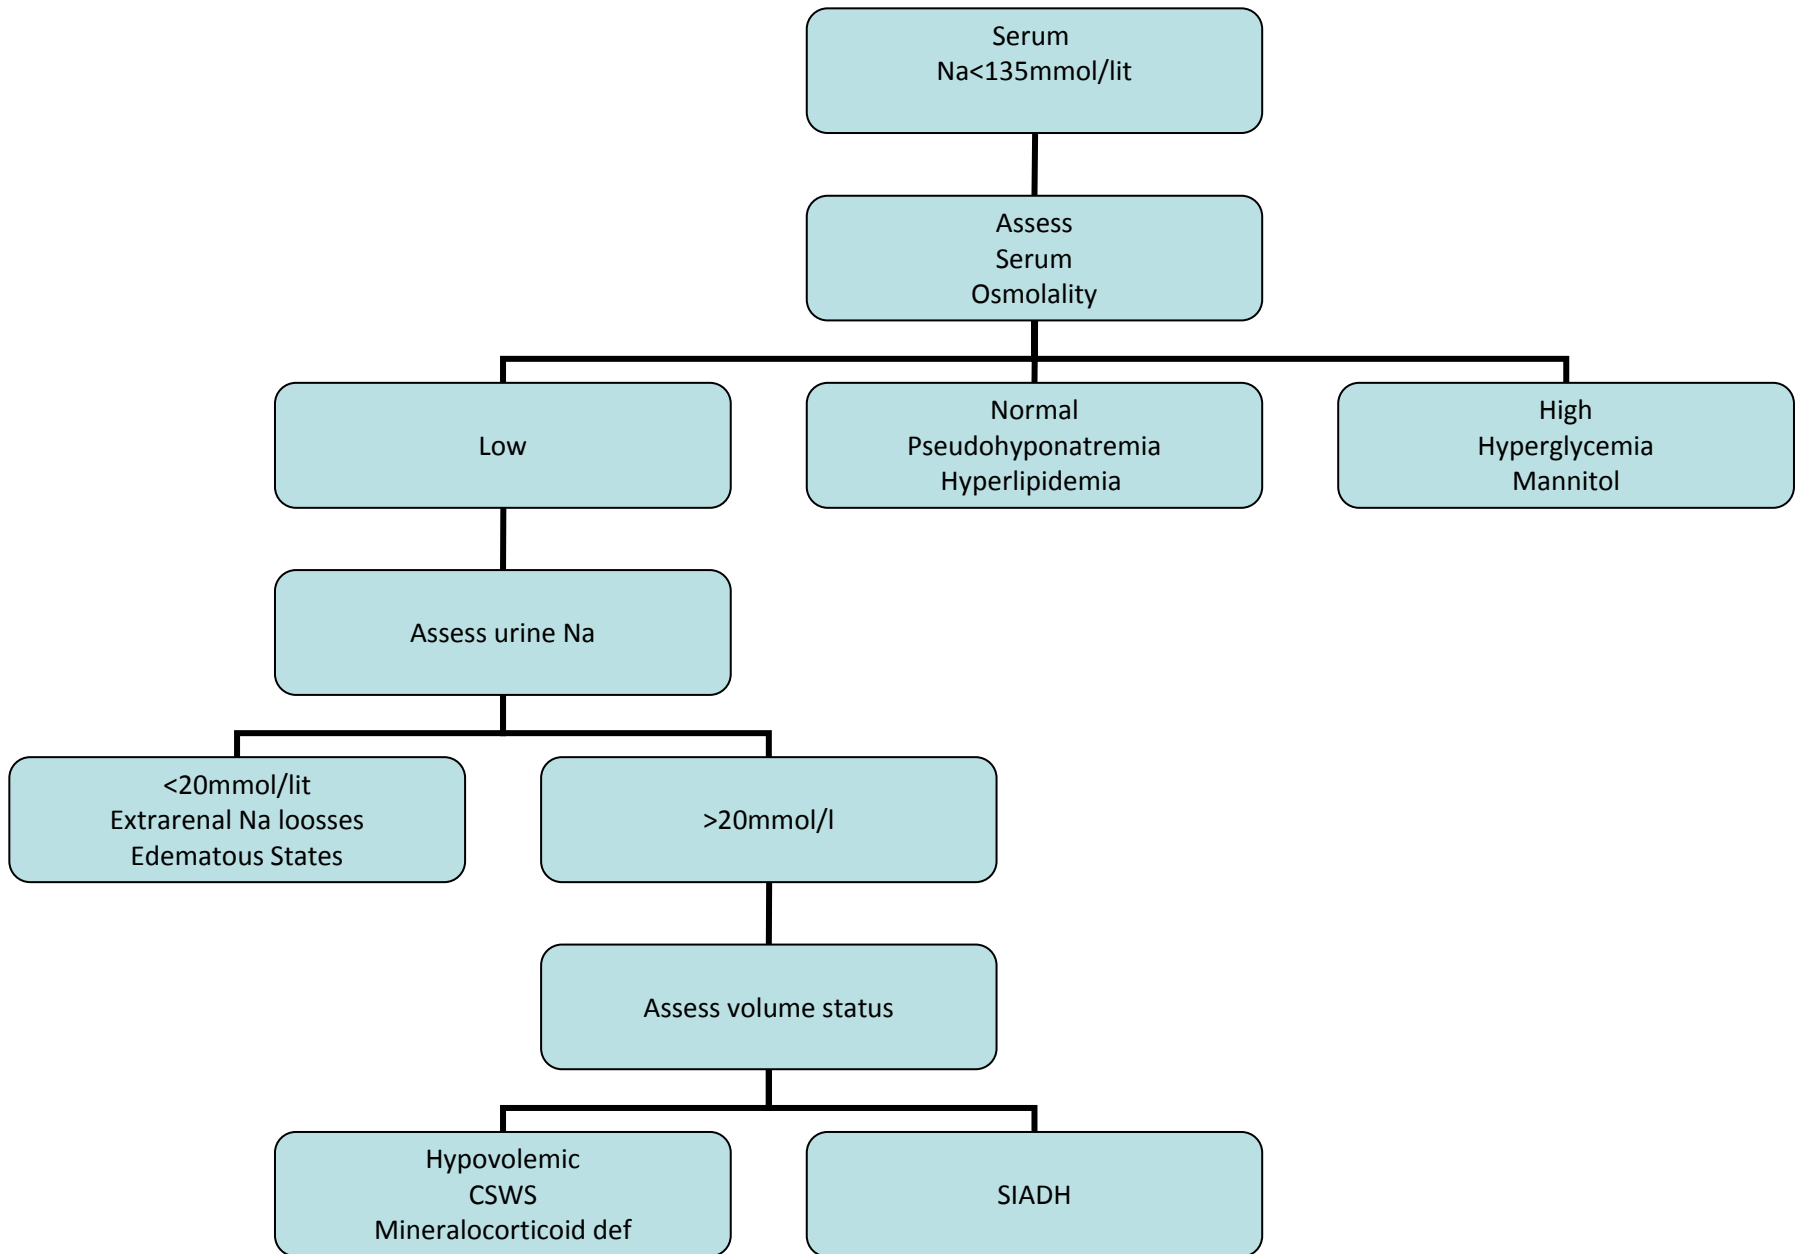 Serum
Na<135mmol/lit
Assess
Serum
Osmolality
Low
Normal
Pseudohyponatremia
Hyperlipidemia
High
Hyperglycemia
Mannitol
Assess urine Na
<20mmol/lit
Extrarenal Na loosses
Edematous States
>20mmol/l
Assess volume status
Hypovolemic
CSWS
Mineralocorticoid def
SIADH